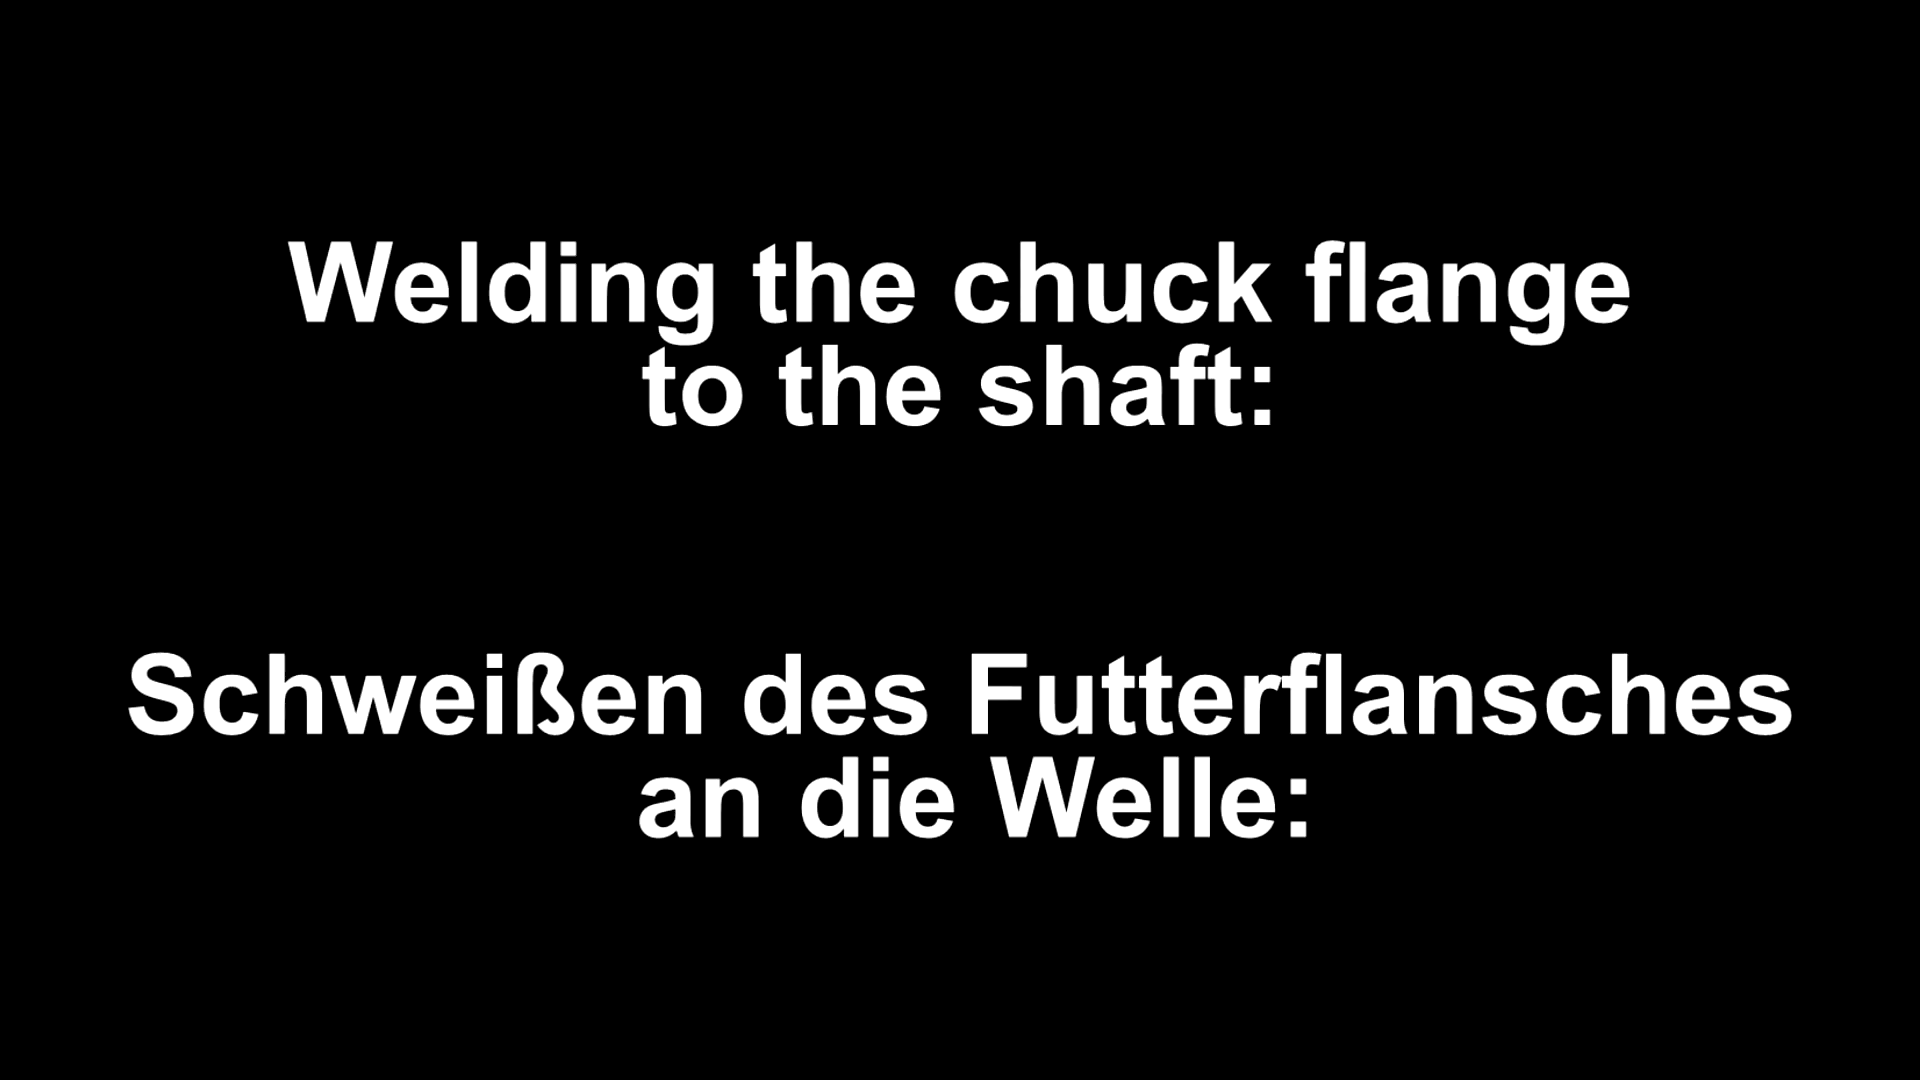 Welding the chuck flange
to the shaft:
Schweißen des Futterflansches
an die Welle: